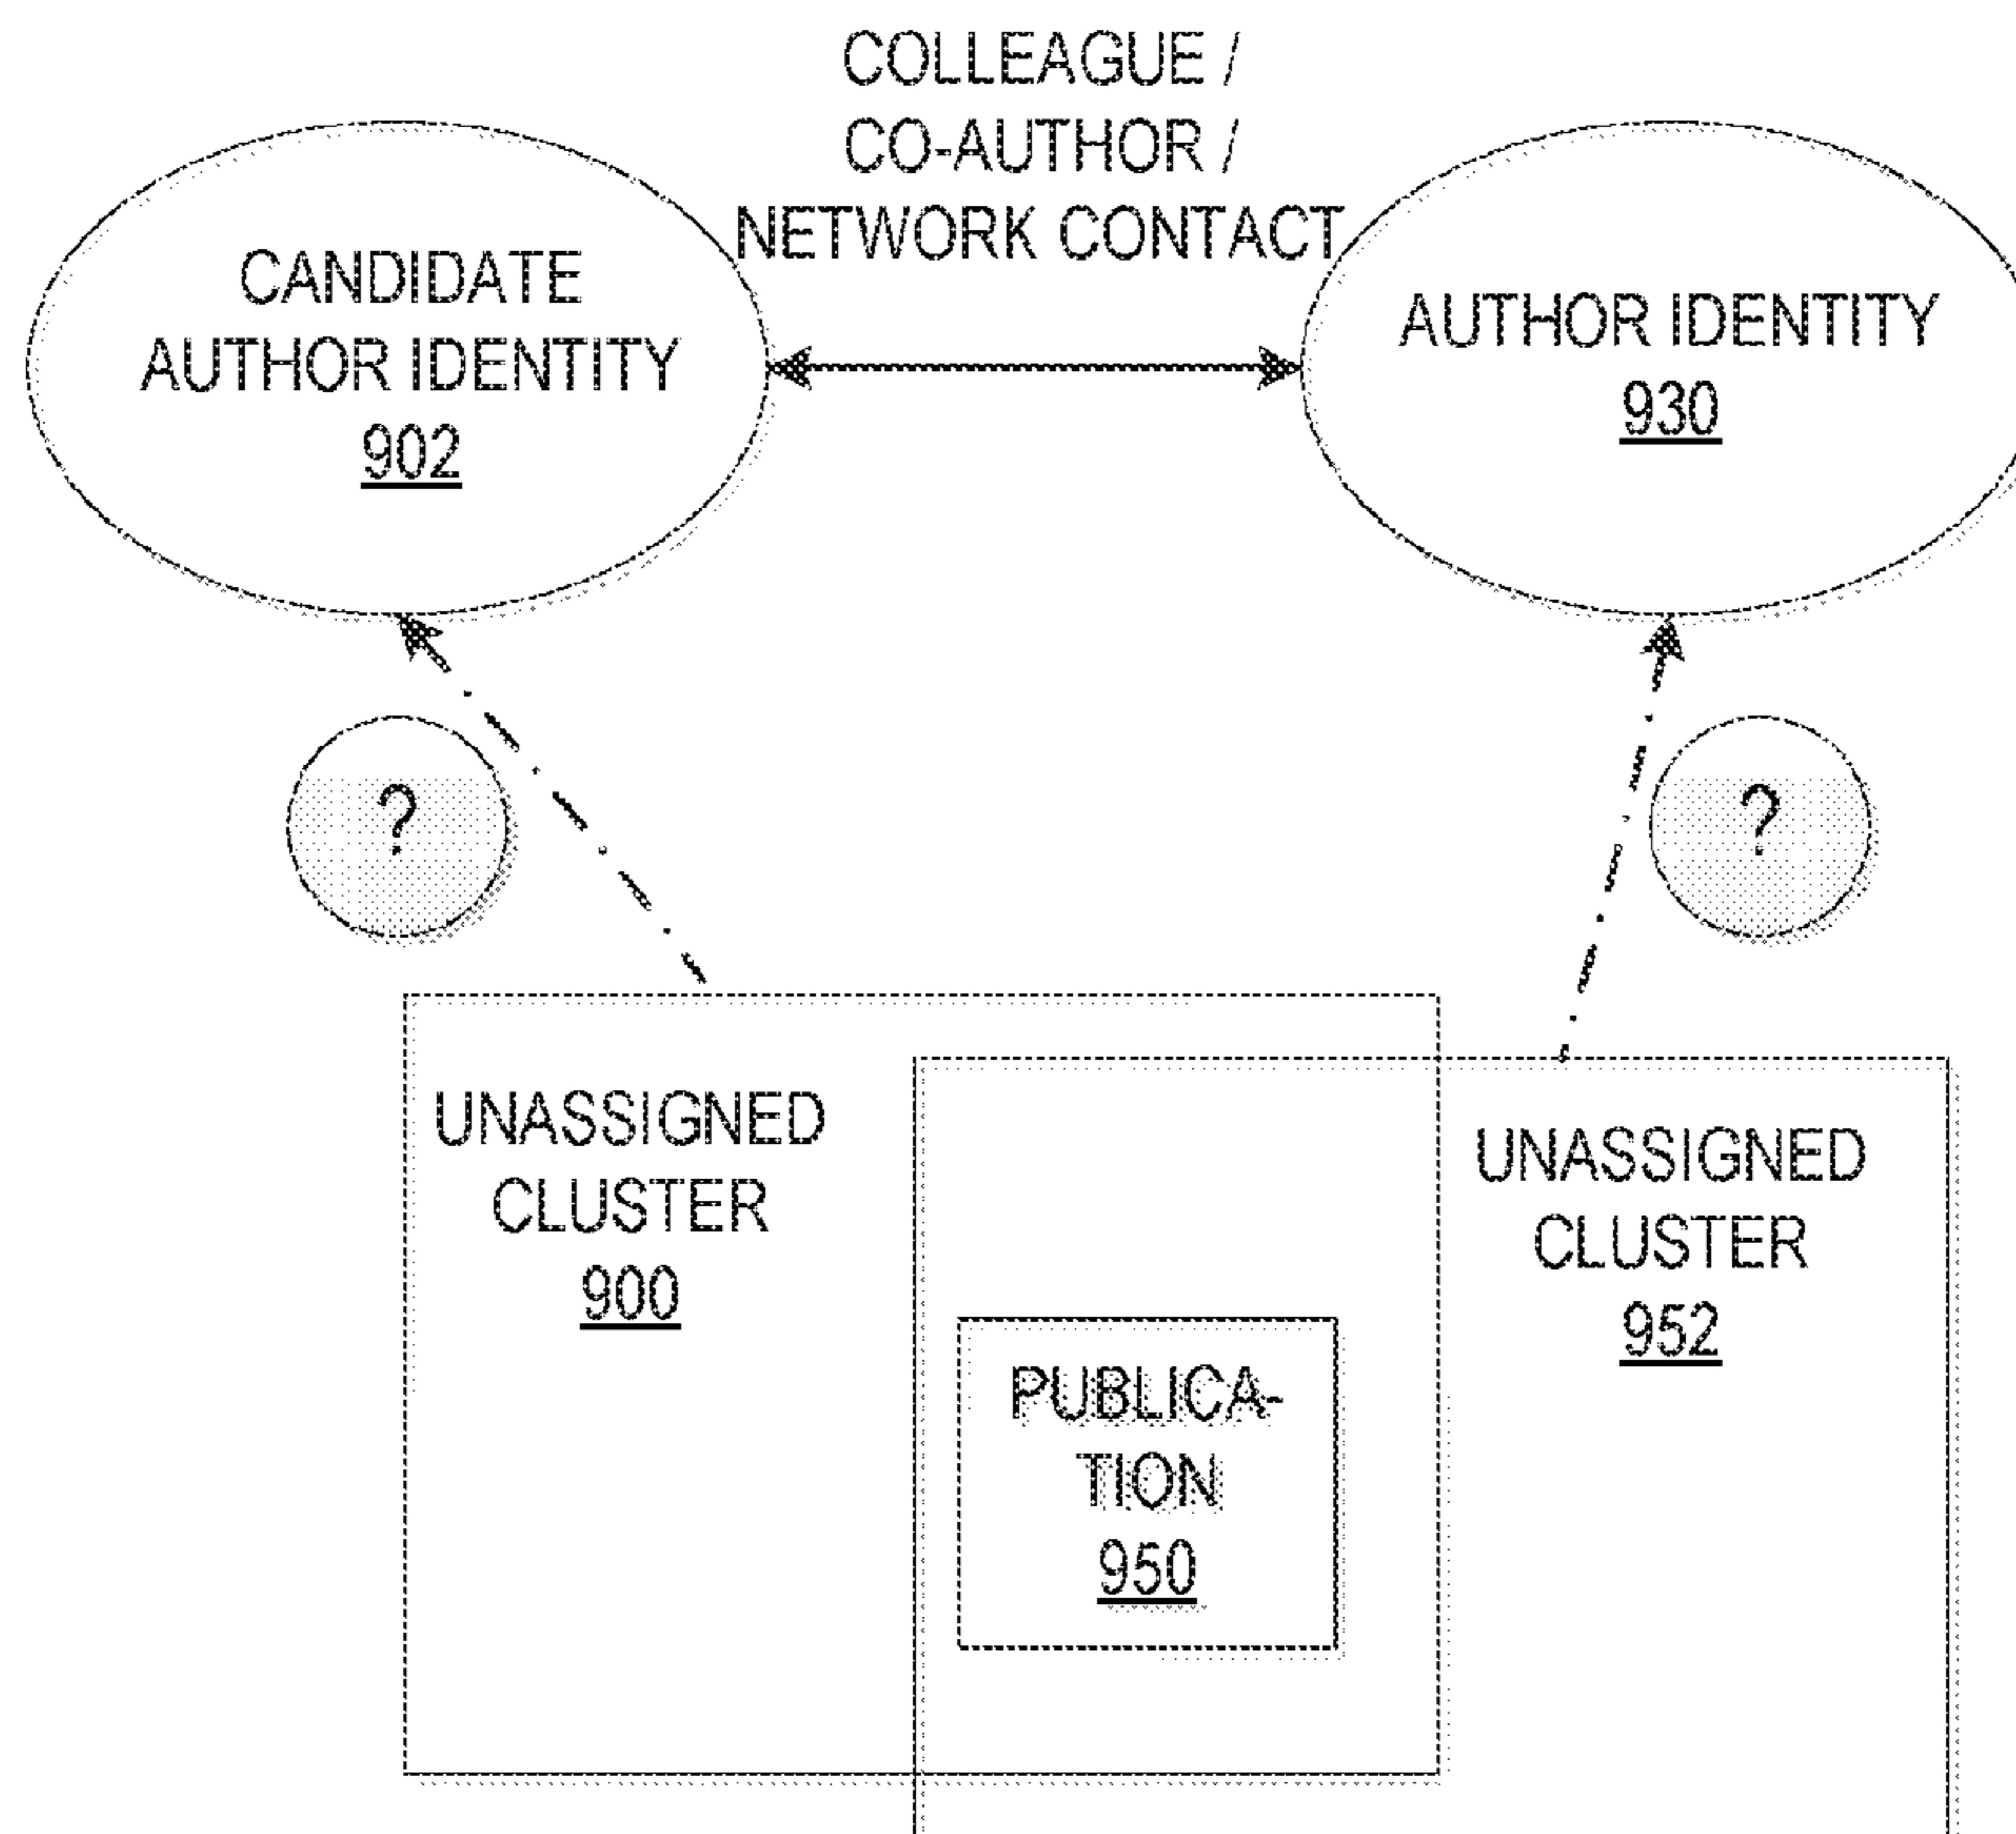 COLLEAGUE /
CO-AUTHOR /
NETWORK CONTACT
CANDIDATE
AUTHOR IDENTITY
902
AUTHOR IDENTITY
930
?
?
UNASSIGNED
CLUSTER
900
UNASSIGNED
CLUSTER
952
PUBLICA-
TION
950